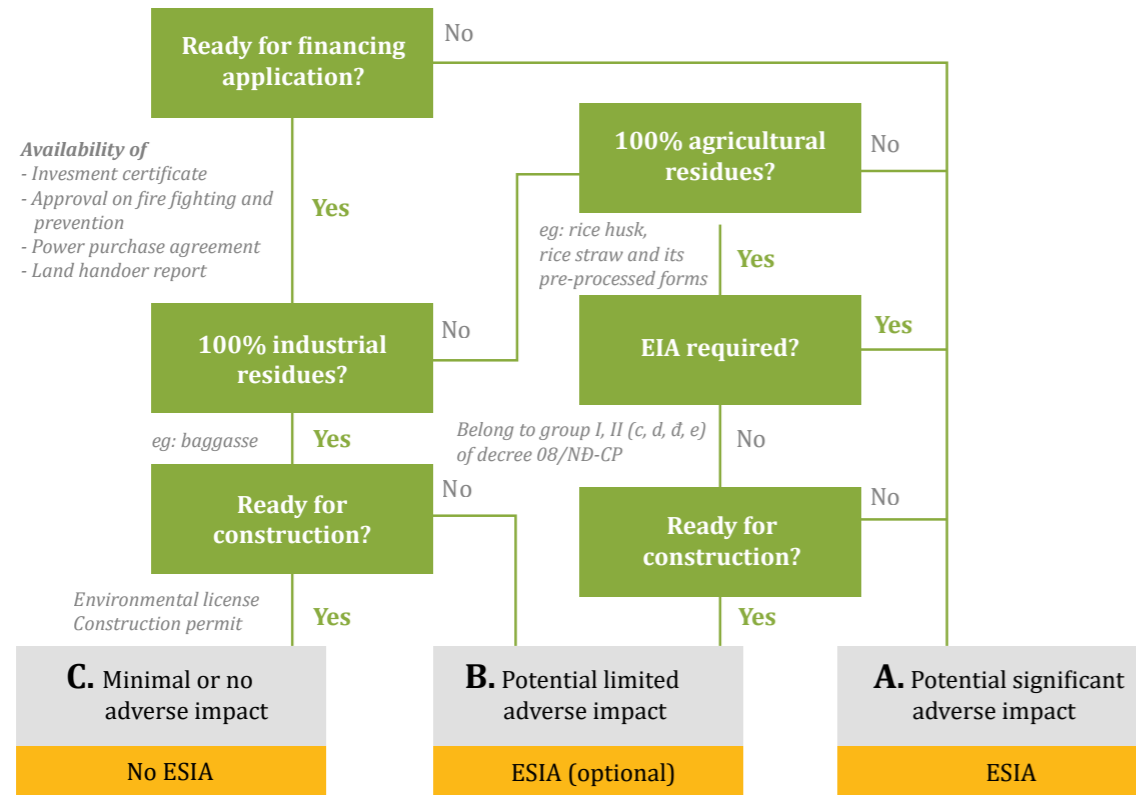 Ready for financing
application?
No
Availability of
- Invesment certificate
- Approval on fire fighting and
prevention
- Power purchase agreement
- Land handoer report
Yes
100% agricultural
residues?
No
eg: rice husk,
rice straw and its
pre-processed forms
Yes
100% industrial
residues?
No
EIA required?
Yes
eg: baggasse
Yes
Belong to group I, II (c, d, đ, e)
of decree 08/NĐ-CP
No
Ready for
construction?
No
Ready for
construction?
No
Environmental license
Construction permit
Yes
Yes
C. Minimal or no
adverse impact
No ESIA
B. Potential limited
adverse impact
ESIA (optional)
A. Potential significant
adverse impact
ESIA